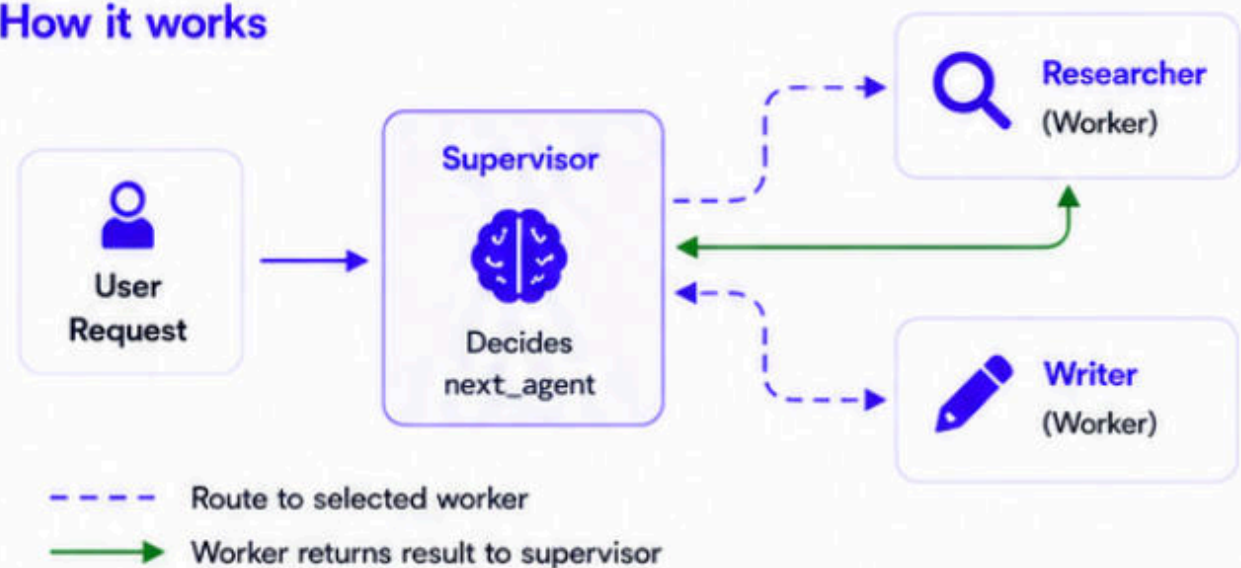 How it works
Researcher
(Worker)
Supervisor
User
Request
Decides
next_agent
Writer
(Worker)
Route to selected worker
Worker returns result to supervisor